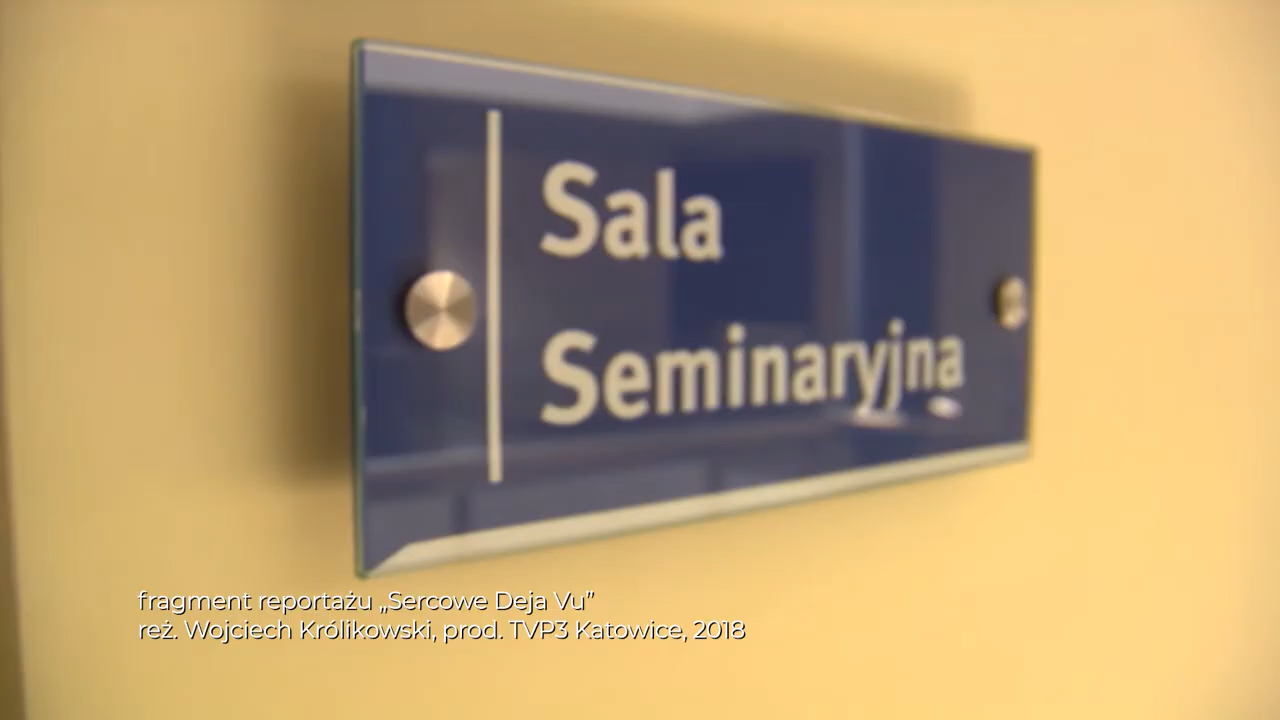 Sala
Seminaryjna
fragment reportażu „Sercowe Deja Vu”
reż. Wojciech Królikowski, prod. TVP3 Katowice, 2018